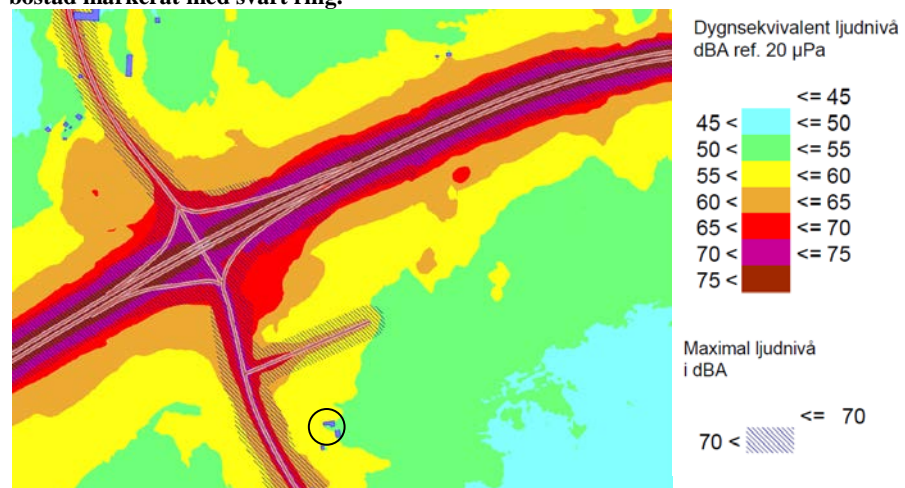 bostad markerat med svart ring.
Dygnsekvivalent ljudnivå
dBA ref. 20 µPa
<= 45
45 < <= 50
50 < <= 55
55 < <= 60
60 < <= 65
65 < <= 70
70 < <= 75
75 <
Maximal ljudnivå
i dBA
<= 70
70 <